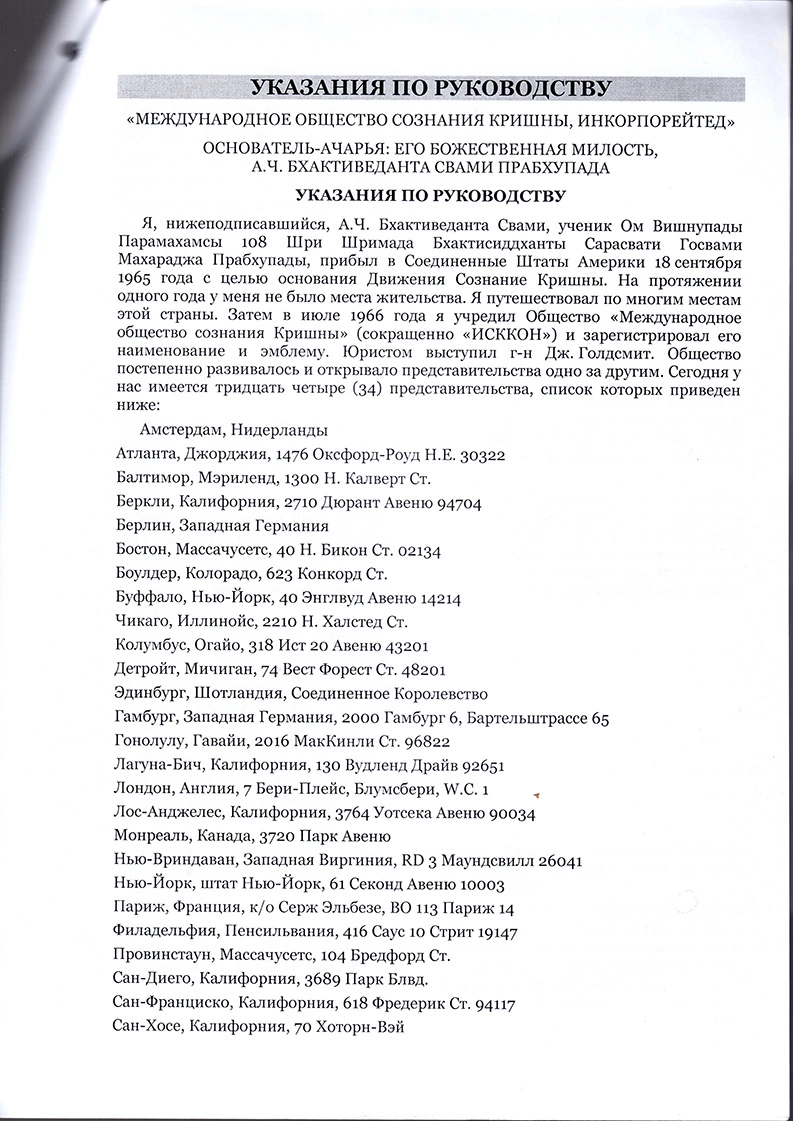 УКАЗАНИЯ ПО РУКОВОДСТВУ
«МЕЖДУНАРОДНОЕ ОБЩЕСТВО СОЗНАНИЯ КРИШНЫ, ИНКОРПОРЕЙТЕД»
ОСНОВАТЕЛЬ-АЧАРЬЯ: ЕГО БОЖЕСТВЕННАЯ МИЛОСТЬ,
А.Ч. БХАКТИВЕДАНТА СВАМИ ПРАБХУПАДА
УКАЗАНИЯ ПО РУКОВОДСТВУ
Я, нижеподписавшийся, А.Ч. Бхактиведанта Свами, ученик Ом Вишнупады
Парамахамсы 108 Шри Шримада Бхактисиддханты Сарасвати Госвами
Махараджа Прабхупады, прибыл в Соединенные Штаты Америки 18 сентября
1965 года с целью основания Движения Сознание Кришны. На протяжении
одного года у меня не было места жительства. Я путешествовал по многим местам
этой страны. Затем в июле 1966 года я учредил Общество «Международное
общество сознания Кришны» (сокращенно «ИСККОН») и зарегистрировал его
наименование и эмблему. Юристом выступил г-н Дж. Голдсмит. Общество
постепенно развивалось и открывало представительства одно за другим. Сегодня у
нас имеется тридцать четыре (34) представительства, список которых приведен
ниже:
Амстердам, Нидерланды
Атланта, Джорджия, 1476 Оксфорд-Роуд Н.Е. 30322
Балтимор, Мэриленд, 1300 Н. Калверт Ст.
Беркли, Калифорния, 2710 Дюрант Авеню 94704
Берлин, Западная Германия
Бостон, Массачусетс, 40 Н. Бикон Ст. 02134
Боулдер, Колорадо, 623 Конкорд Ст.
Буффало, Нью-Йорк, 40 Энглвуд Авеню 14214
Чикаго, Иллинойс, 2210 Н. Халстед Ст.
Колумбус, Огайо, 318 Ист 20 Авеню 43201
Детройт, Мичиган, 74 Вест Форест Ст. 48201
Эдинбург, Шотландия, Соединенное Королевство
Гамбург, Западная Германия, 2000 Гамбург 6, Бартельштрассе 65
Гонолулу, Гавайи, 2016 МакКинли Ст. 96822
Лагуна-Бич, Калифорния, 130 Вудленд Драйв 92651
Лондон, Англия, 7 Бери-Плейс, Блумсбери, W.C. 1
Лос-Анджелес, Калифорния, 3764 Уотсека Авеню 90034
Монреаль, Канада, 3720 Парк Авеню
Нью-Вриндаван, Западная Виргиния, RD 3 Маундсвилл 26041
Нью-Йорк, штат Нью-Йорк, 61 Секонд Авеню 10003
Париж, Франция, к/о Серж Эльбезе, ВО 113 Париж 14
Филадельфия, Пенсильвания, 416 Саус 10 Стрит 19147
Провинстаун, Массачусетс, 104 Бредфорд Ст.
Сан-Диего, Калифорния, 3689 Парк Блвд.
Сан-Франциско, Калифорния, 618 Фредерик Ст. 94117
Сан-Хосе, Калифорния, 70 Хоторн-Вэй